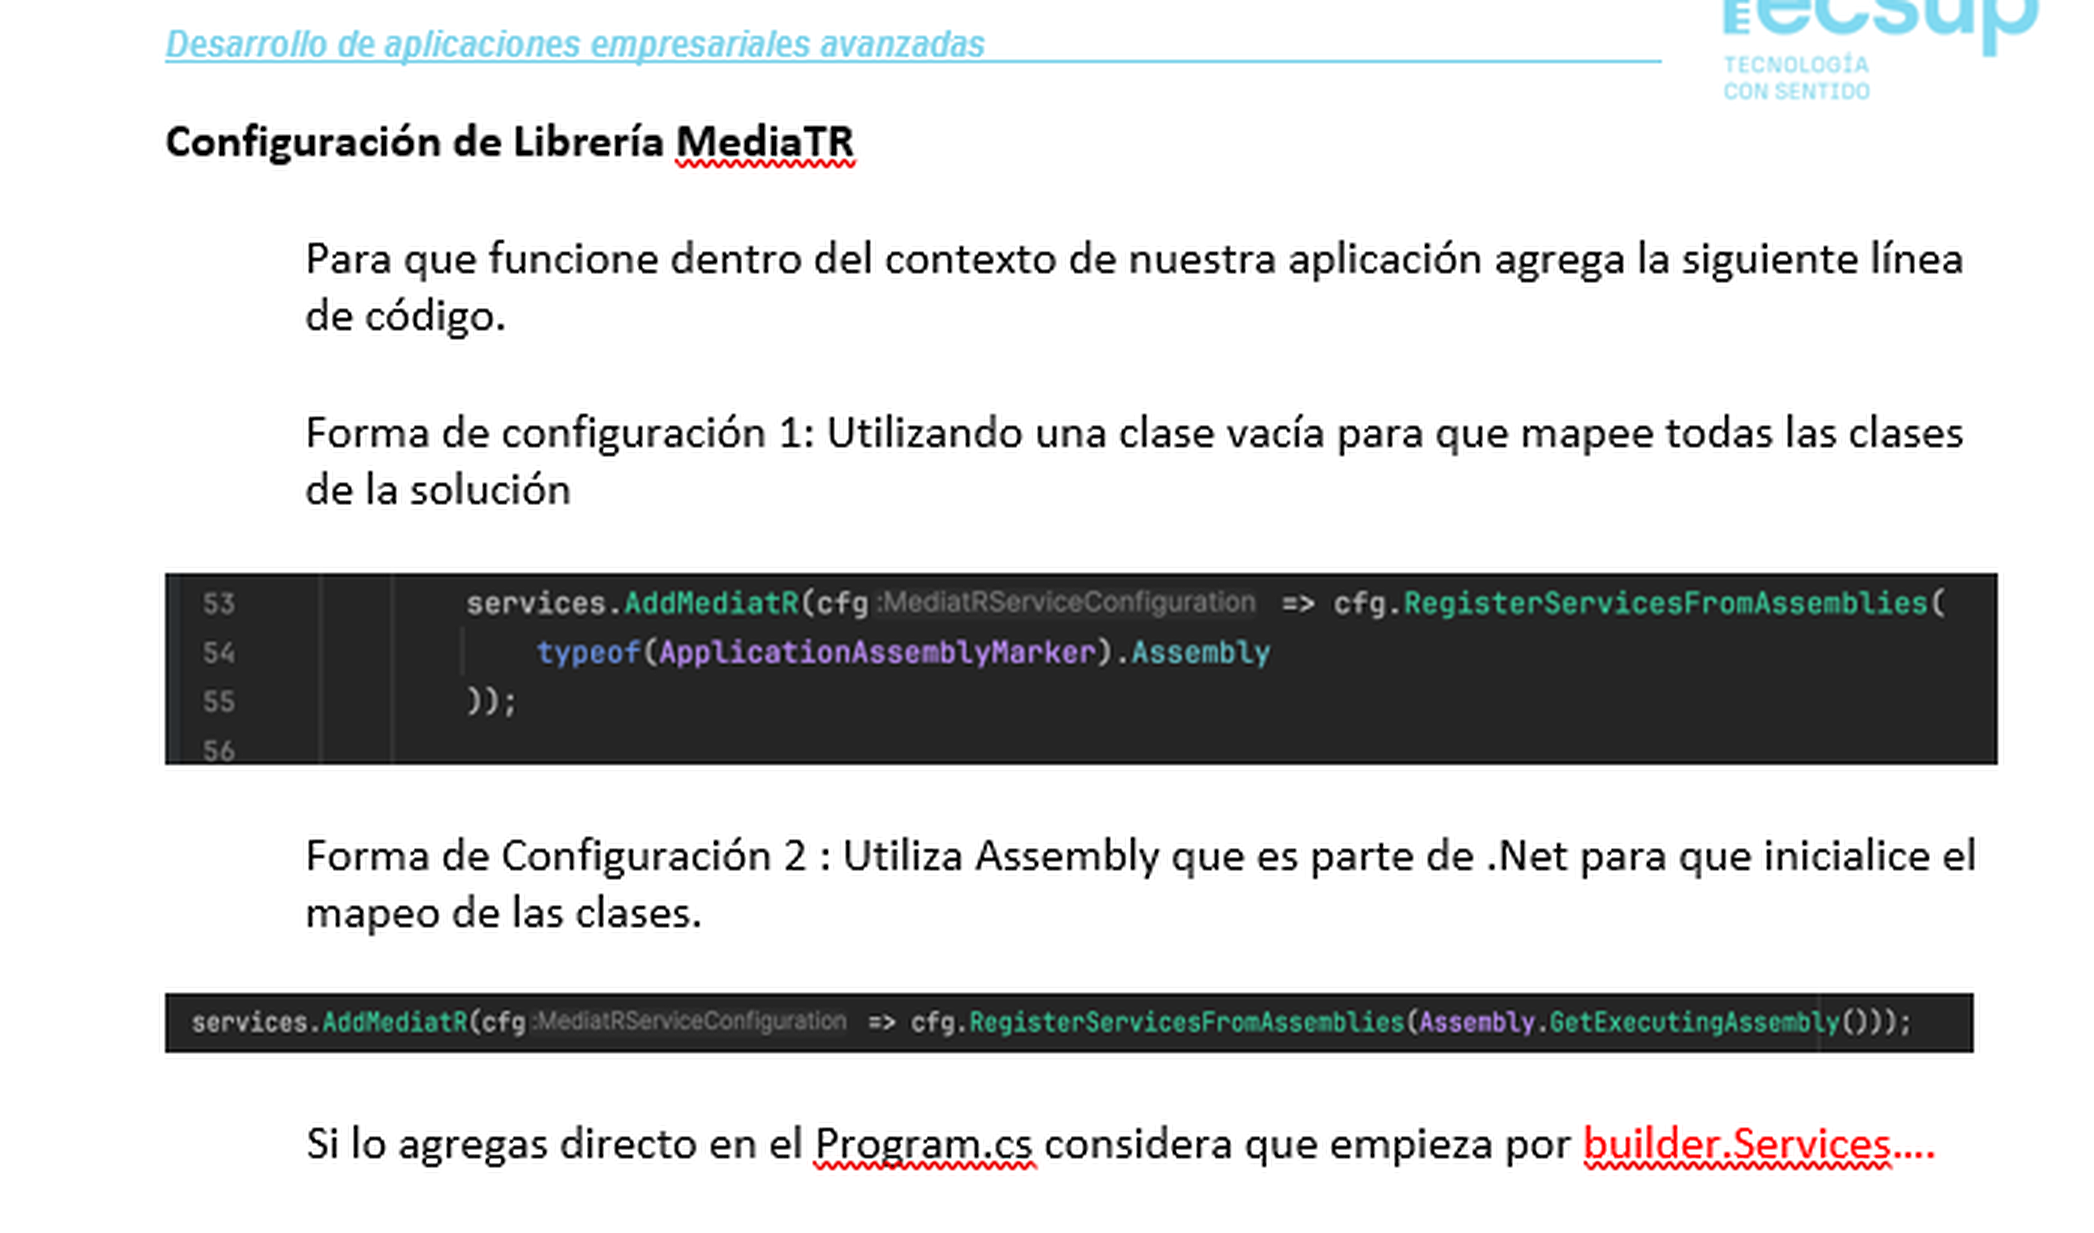 Desarrollo de aplicaciones empresariales avanzadas
tecsup
TECNOLOGÍA
CON SENTIDO
Configuración de Librería MediaTR
Para que funcione dentro del contexto de nuestra aplicación agrega la siguiente línea
de código.
Forma de configuración 1: Utilizando una clase vacía para que mapee todas las clases
de la solución
53 services.AddMediatR(cfg :MediatRServiceConfiguration => cfg.RegisterServicesFromAssemblies(
54 typeof(ApplicationAssemblyMarker).Assembly
55 ));
56
Forma de Configuración 2 : Utiliza Assembly que es parte de .Net para que inicialice el
mapeo de las clases.
services.AddMediatR(cfg :MediatRServiceConfiguration => cfg.RegisterServicesFromAssemblies(Assembly.GetExecutingAssembly()));
Si lo agregas directo en el Program.cs considera que empieza por builder.Services....